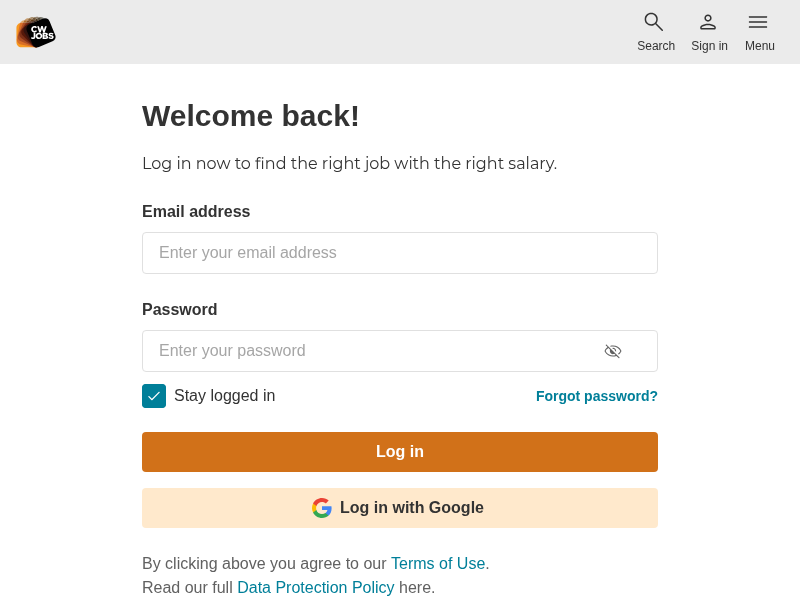 CW
JOBS
Search
Sign in
Menu
Welcome back!
Log in now to find the right job with the right salary.
Email address
Enter your email address
Password
Enter your password
Stay logged in
Forgot password?
Log in
Log in with Google
By clicking above you agree to our Terms of Use.
Read our full Data Protection Policy here.